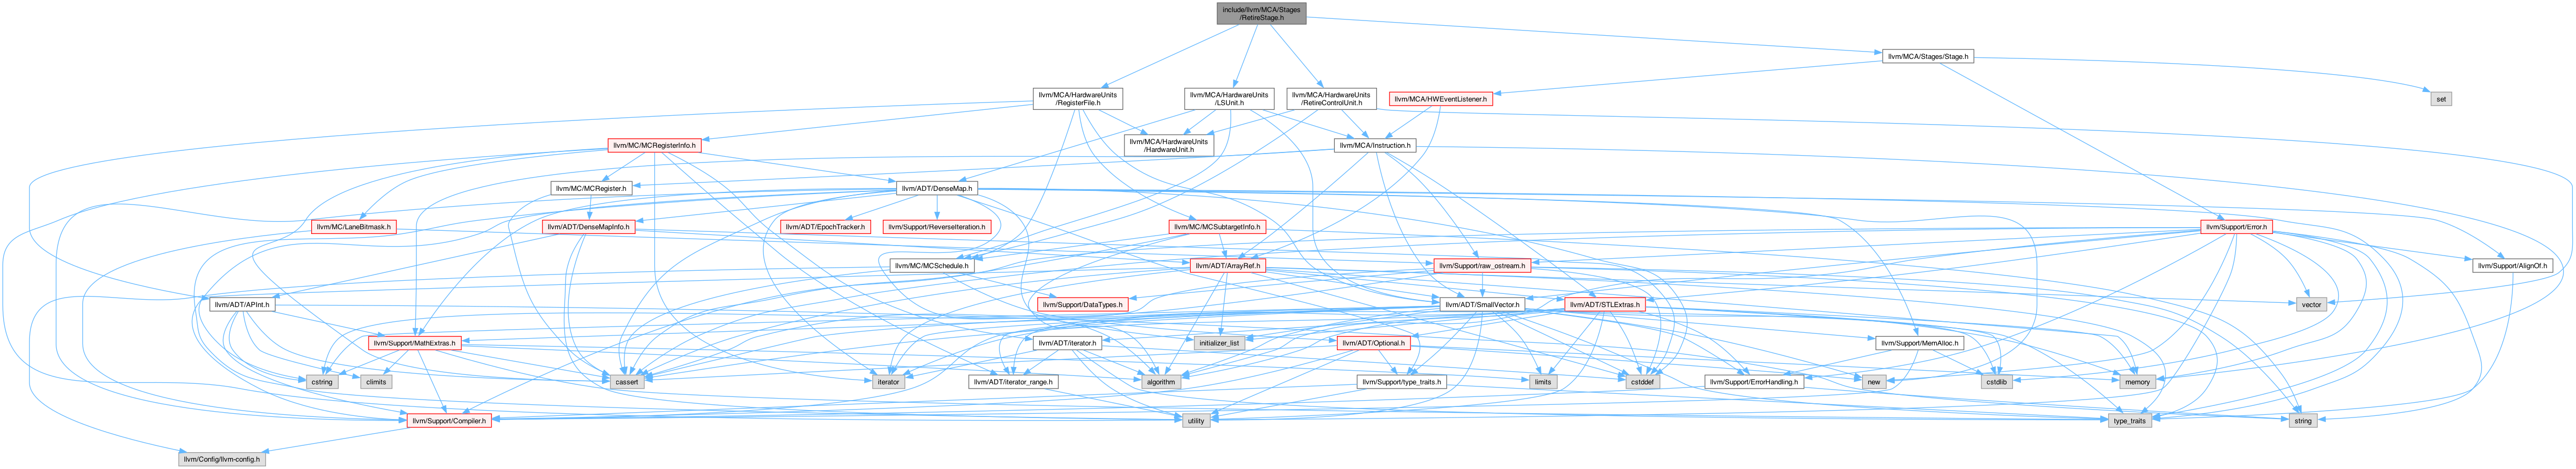 include/llvm/MCA/Stages
/RetireStage.h
llvm/MCA/Stages/Stage.h
llvm/MCA/HardwareUnits
/RegisterFile.h
llvm/MCA/HardwareUnits
/LSUnit.h
llvm/MCA/HardwareUnits
/RetireControlUnit.h
llvm/MCA/HWEventListener.h
set
llvm/MC/MCRegisterInfo.h
llvm/MCA/HardwareUnits
/HardwareUnit.h
llvm/MCA/Instruction.h
llvm/MC/MCRegister.h
llvm/ADT/DenseMap.h
llvm/MC/LaneBitmask.h
llvm/ADT/DenseMapInfo.h
llvm/ADT/EpochTracker.h
llvm/Support/ReverseIteration.h
llvm/MC/MCSubtargetInfo.h
llvm/Support/Error.h
llvm/MC/MCSchedule.h
llvm/ADT/ArrayRef.h
llvm/Support/raw_ostream.h
llvm/Support/AlignOf.h
llvm/ADT/APInt.h
llvm/Support/DataTypes.h
llvm/ADT/SmallVector.h
llvm/ADT/STLExtras.h
vector
llvm/Support/MathExtras.h
llvm/ADT/iterator.h
initializer_list
llvm/ADT/Optional.h
llvm/Support/MemAlloc.h
cstring
climits
cassert
iterator
llvm/ADT/iterator_range.h
algorithm
llvm/Support/type_traits.h
limits
cstddef
llvm/Support/ErrorHandling.h
new
cstdlib
memory
llvm/Support/Compiler.h
utility
type_traits
string
llvm/Config/llvm-config.h